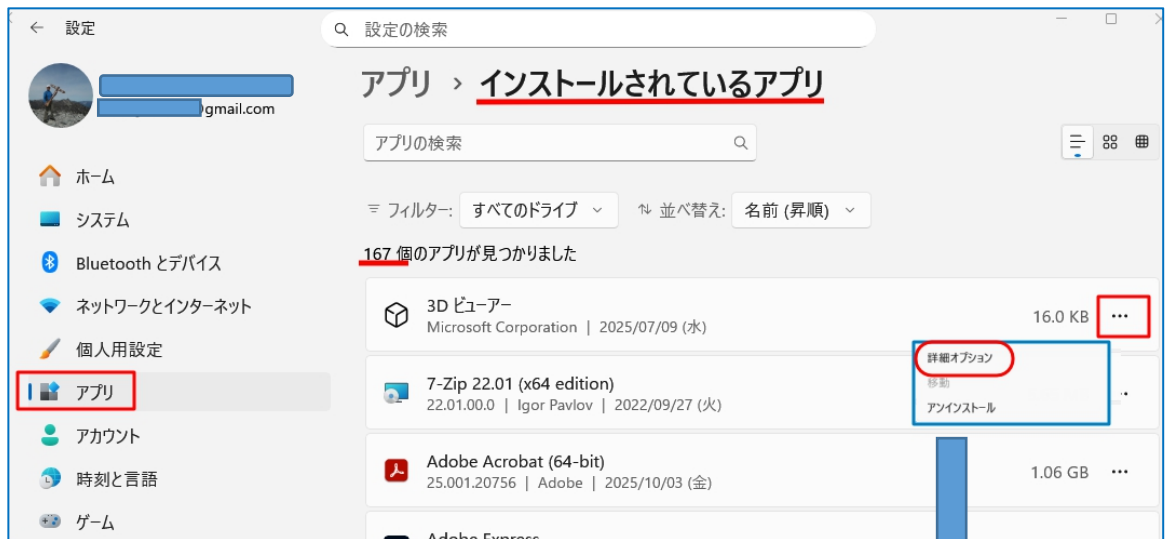 設定
設定の検索
@gmail.com
アプリ › インストールされているアプリ
アプリの検索
フィルター: すべてのドライブ 並べ替え: 名前 (昇順)
167 個のアプリが見つかりました
ホーム
システム
Bluetooth とデバイス
ネットワークとインターネット
個人用設定
アプリ
アカウント
時刻と言語
ゲーム
3D ビューアー
Microsoft Corporation | 2025/07/09 (水)
16.0 KB
詳細オプション
移動
アンインストール
7-Zip 22.01 (x64 edition)
22.01.00.0 | Igor Pavlov | 2022/09/27 (火)
Adobe Acrobat (64-bit)
25.001.20756 | Adobe | 2025/10/03 (金)
1.06 GB
Adobe Express